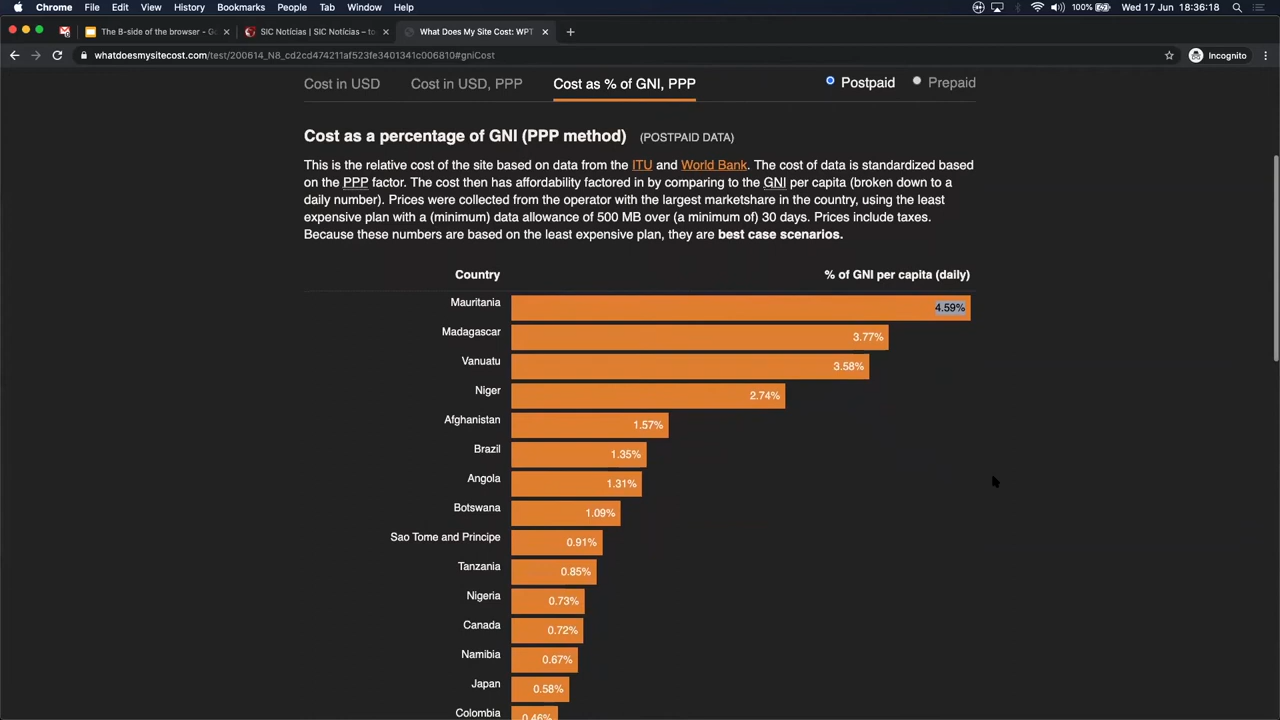 Chrome File Edit View History Bookmarks People Tab Window Help 100% Wed 17 Jun 18:36:18
The B-side of the browser - Go SIC Notícias | SIC Notícias – to What Does My Site Cost: WPT
whatdoesmysitecost.com/test/200614_N8_cd2cd474211af523fe3401341c006810#gniCost Incognito
Cost in USD Cost in USD, PPP Cost as % of GNI, PPP Postpaid Prepaid
Cost as a percentage of GNI (PPP method) (POSTPAID DATA)
This is the relative cost of the site based on data from the ITU and World Bank. The cost of data is standardized based
on the PPP factor. The cost then has affordability factored in by comparing to the GNI per capita (broken down to a
daily number). Prices were collected from the operator with the largest marketshare in the country, using the least
expensive plan with a (minimum) data allowance of 500 MB over (a minimum of) 30 days. Prices include taxes.
Because these numbers are based on the least expensive plan, they are best case scenarios.
Country % of GNI per capita (daily)
Mauritania 4.59%
Madagascar 3.77%
Vanuatu 3.58%
Niger 2.74%
Afghanistan 1.57%
Brazil 1.35%
Angola 1.31%
Botswana 1.09%
Sao Tome and Principe 0.91%
Tanzania 0.85%
Nigeria 0.73%
Canada 0.72%
Namibia 0.67%
Japan 0.58%
Colombia 0.46%